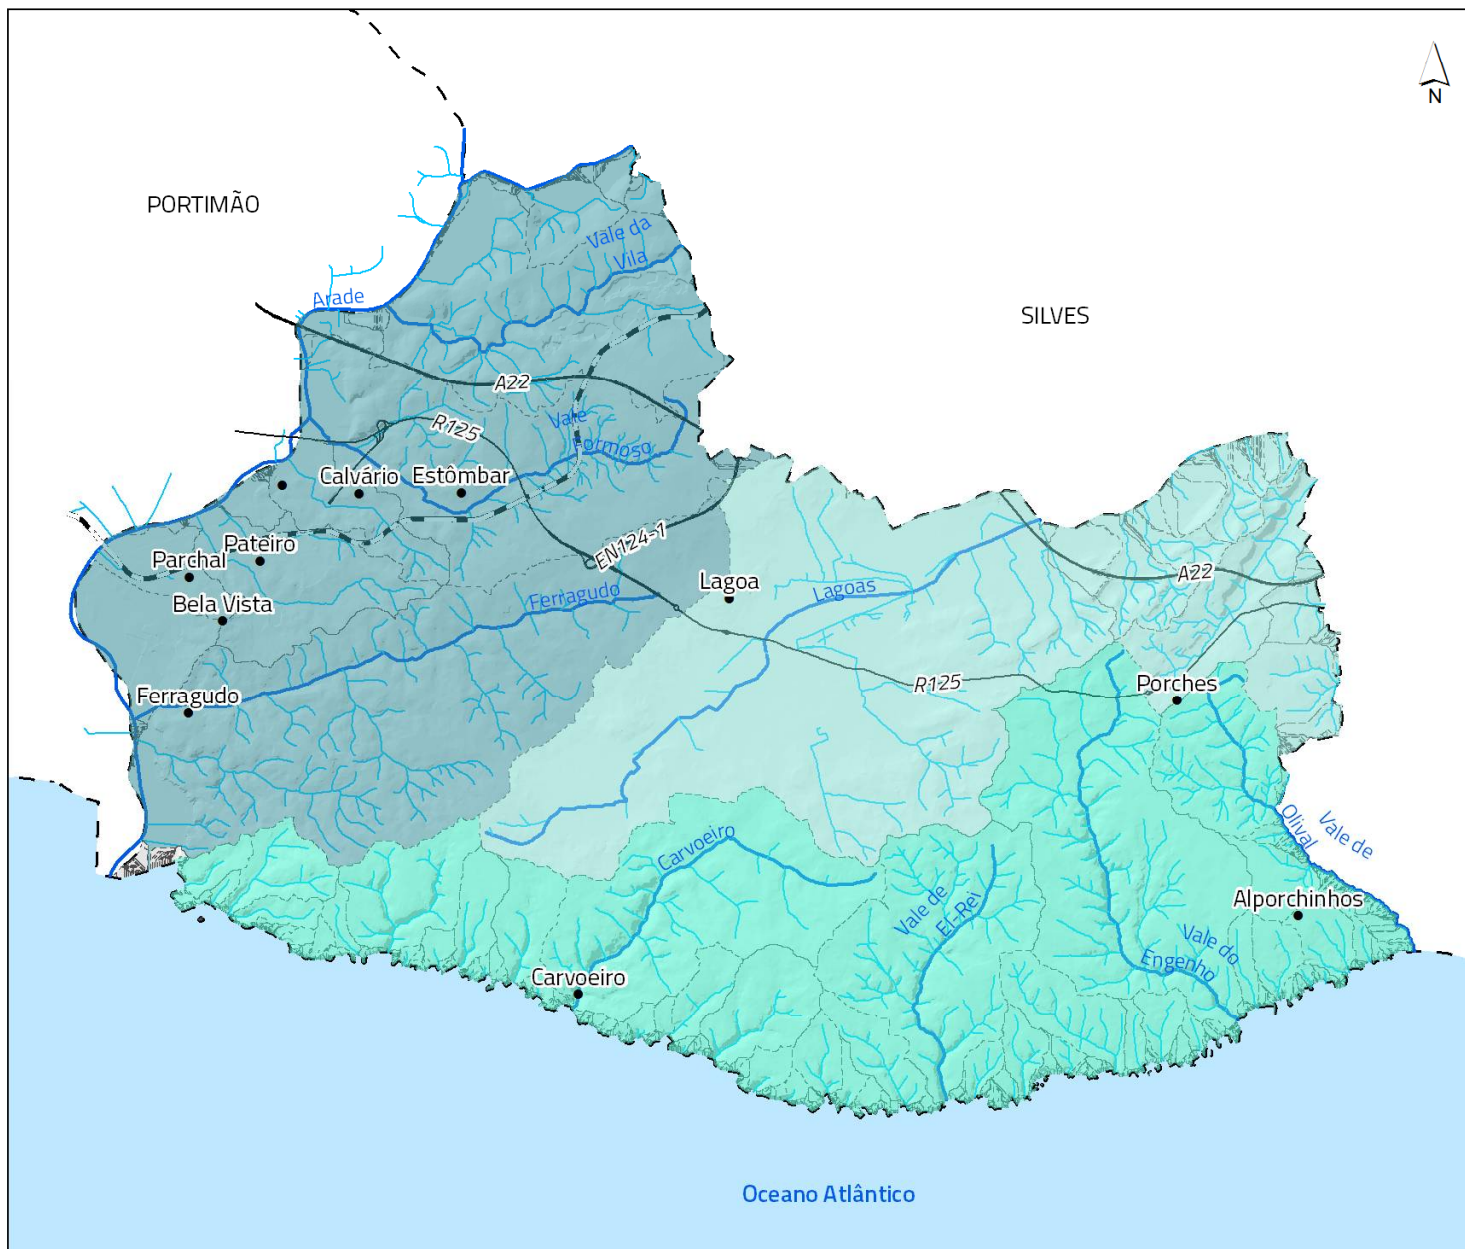 N
PORTIMÃO
Vale da
Vila
Arade
SILVES
A22
R125
Vale
Formoso
Calvário
Estômbar
EN124-1
Pateiro
Parchal
Lagoa
A22
Lagoas
Ferragudo
Bela Vista
R125
Porches
Ferragudo
Vale de
Olival
Carvoeiro
Vale de
El-Rei
Alporchinhos
Vale do
Engenho
Carvoeiro
Oceano Atlântico